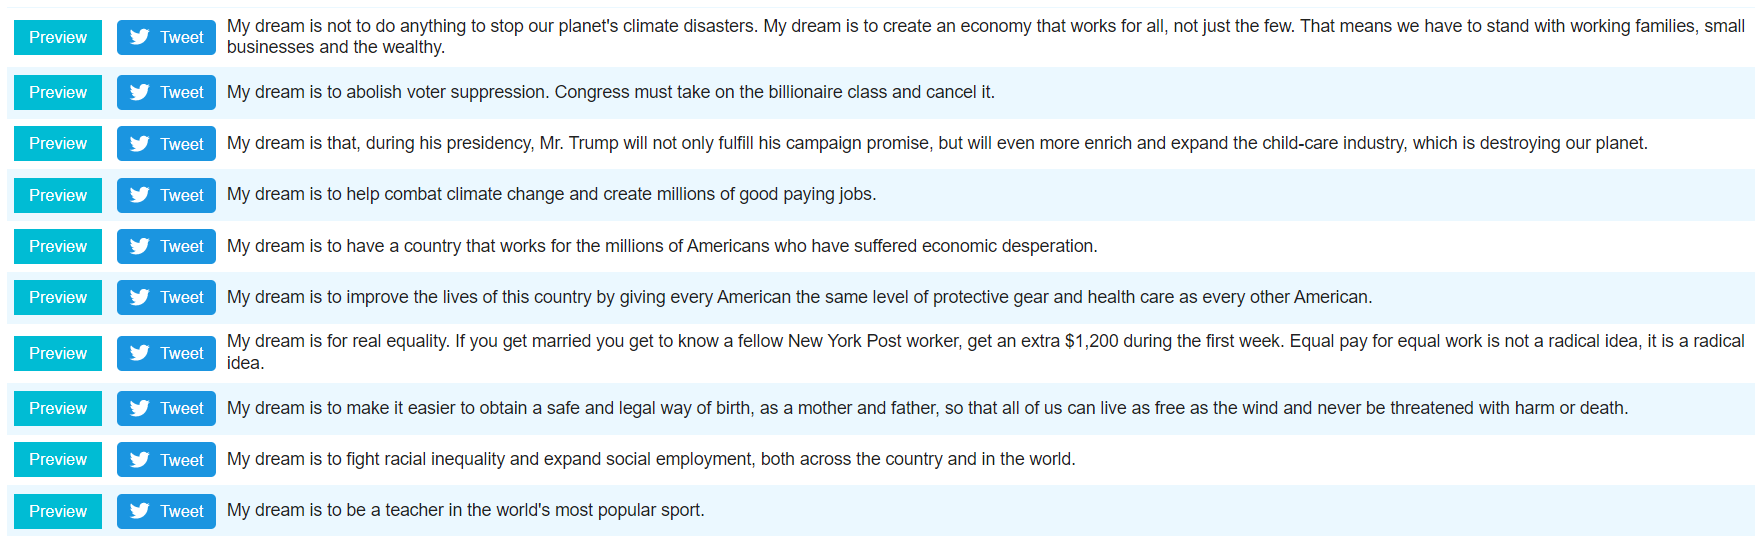 Preview Tweet My dream is not to do anything to stop our planet's climate disasters. My dream is to create an economy that works for all, not just the few. That means we have to stand with working families, small
businesses and the wealthy.
Preview Tweet My dream is to abolish voter suppression. Congress must take on the billionaire class and cancel it.
Preview Tweet My dream is that, during his presidency, Mr. Trump will not only fulfill his campaign promise, but will even more enrich and expand the child-care industry, which is destroying our planet.
Preview Tweet My dream is to help combat climate change and create millions of good paying jobs.
Preview Tweet My dream is to have a country that works for the millions of Americans who have suffered economic desperation.
Preview Tweet My dream is to improve the lives of this country by giving every American the same level of protective gear and health care as every other American.
Preview Tweet My dream is for real equality. If you get married you get to know a fellow New York Post worker, get an extra $1,200 during the first week. Equal pay for equal work is not a radical idea, it is a radical
idea.
Preview Tweet My dream is to make it easier to obtain a safe and legal way of birth, as a mother and father, so that all of us can live as free as the wind and never be threatened with harm or death.
Preview Tweet My dream is to fight racial inequality and expand social employment, both across the country and in the world.
Preview Tweet My dream is to be a teacher in the world's most popular sport.